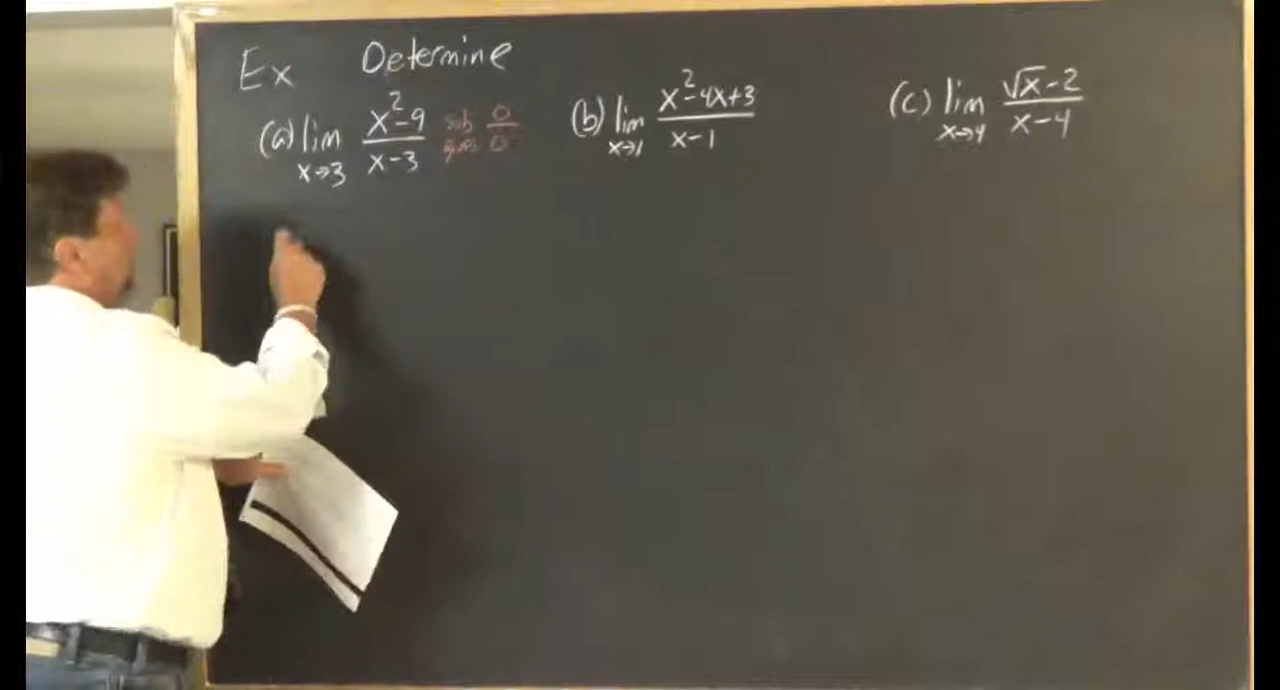 Ex Determine
(a) lim x→3 x²-9 / x-3 sub gives 0/0
(b) lim x→1 x²-4x+3 / x-1
(c) lim x→4 √x-2 / x-4